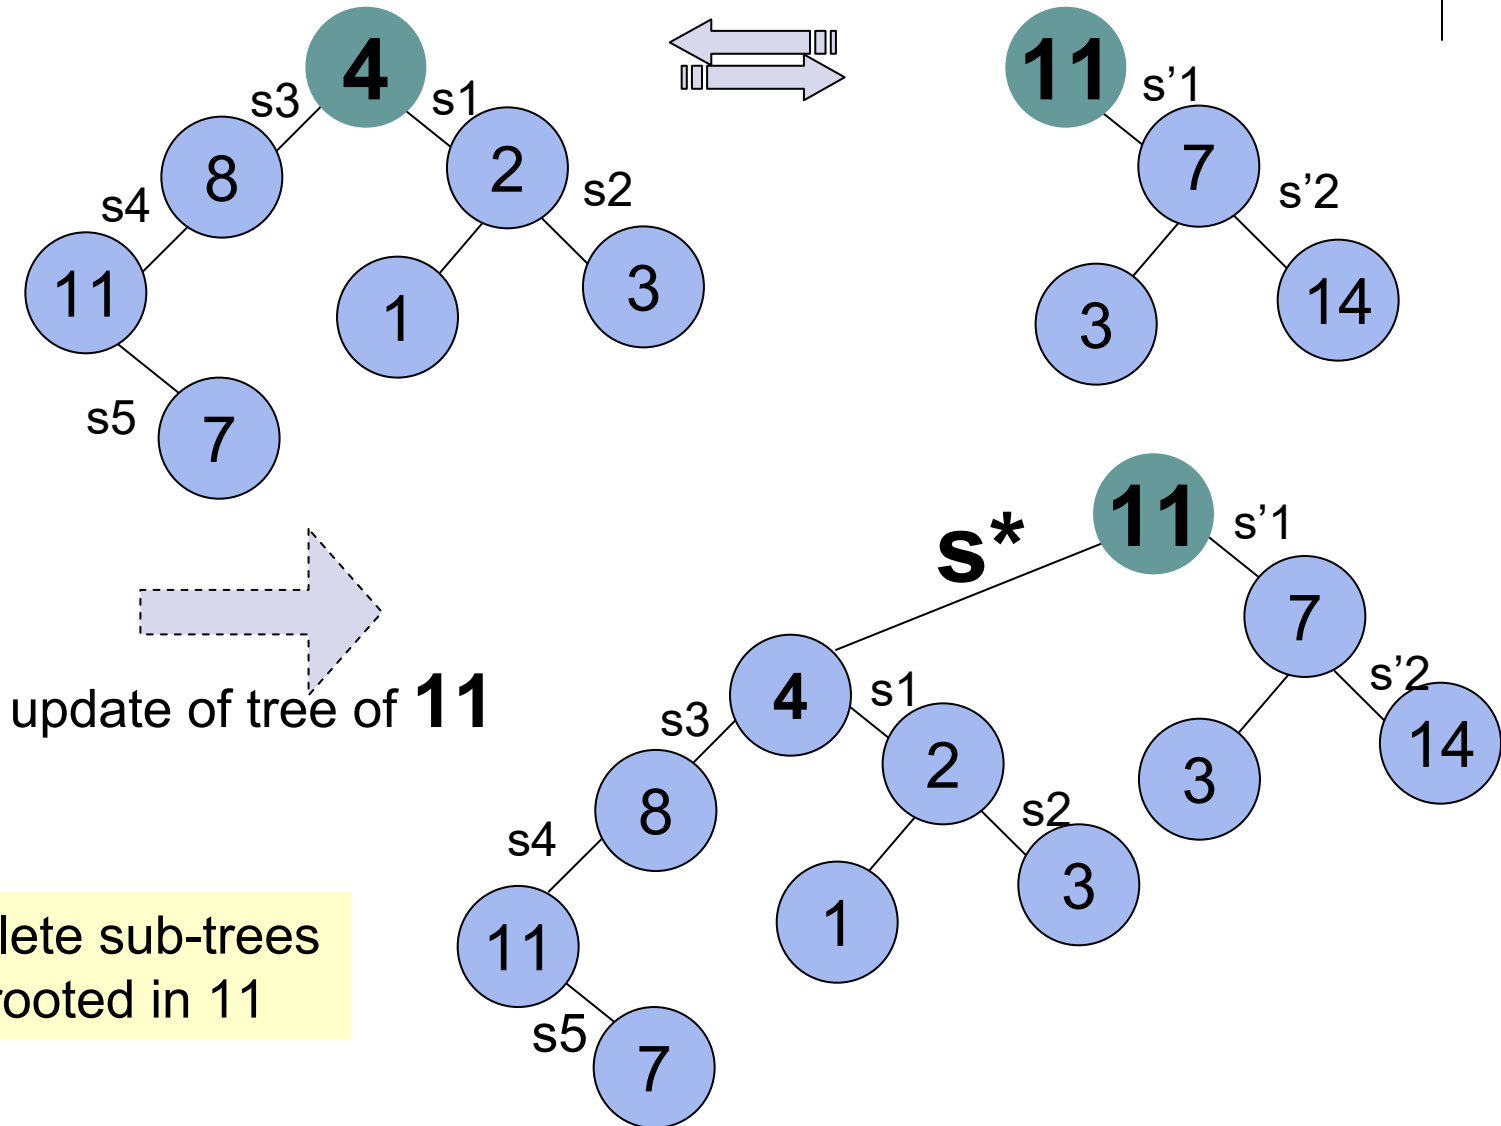 4
11
s3
s1
s'1
8
2
7
s4
s2
s'2
11
1
3
3
14
s5
7
s*
11
s'1
7
update of tree of 11
4
s1
s'2
s3
2
3
14
8
s4
s2
1
3
lete sub-trees
11
rooted in 11
s5
7